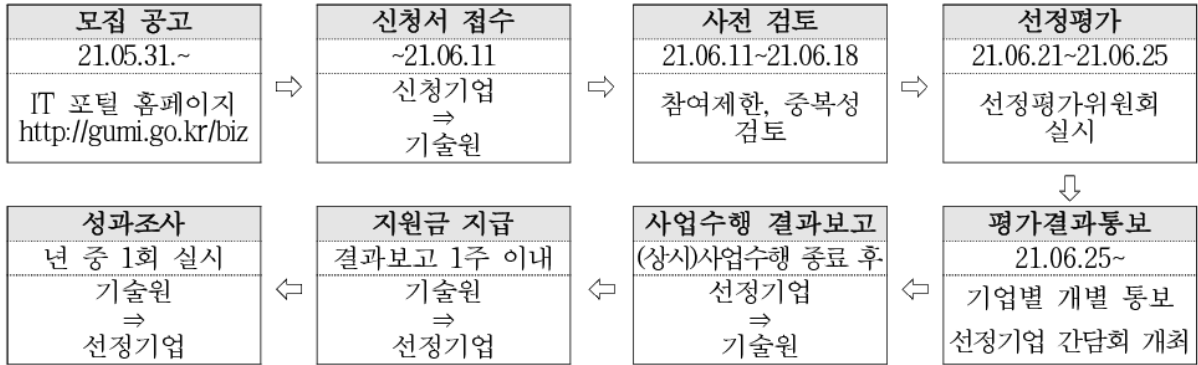 모집 공고
21.05.31.~
IT 포털 홈페이지
http://gumi.go.kr/biz
⇨
신청서 접수
~21.06.11
신청기업
⇒
기술원
⇨
사전 검토
21.06.11~21.06.18
참여제한, 중복성
검토
⇨
선정평가
21.06.21~21.06.25
선정평가위원회
실시
⇩
평가결과통보
21.06.25~
기업별 개별 통보
선정기업 간담회 개최
⇦
사업수행 결과보고
(상시)사업수행 종료 후
선정기업
⇒
기술원
⇦
지원금 지급
결과보고 1주 이내
기술원
⇒
선정기업
⇦
성과조사
년 중 1회 실시
기술원
⇒
선정기업